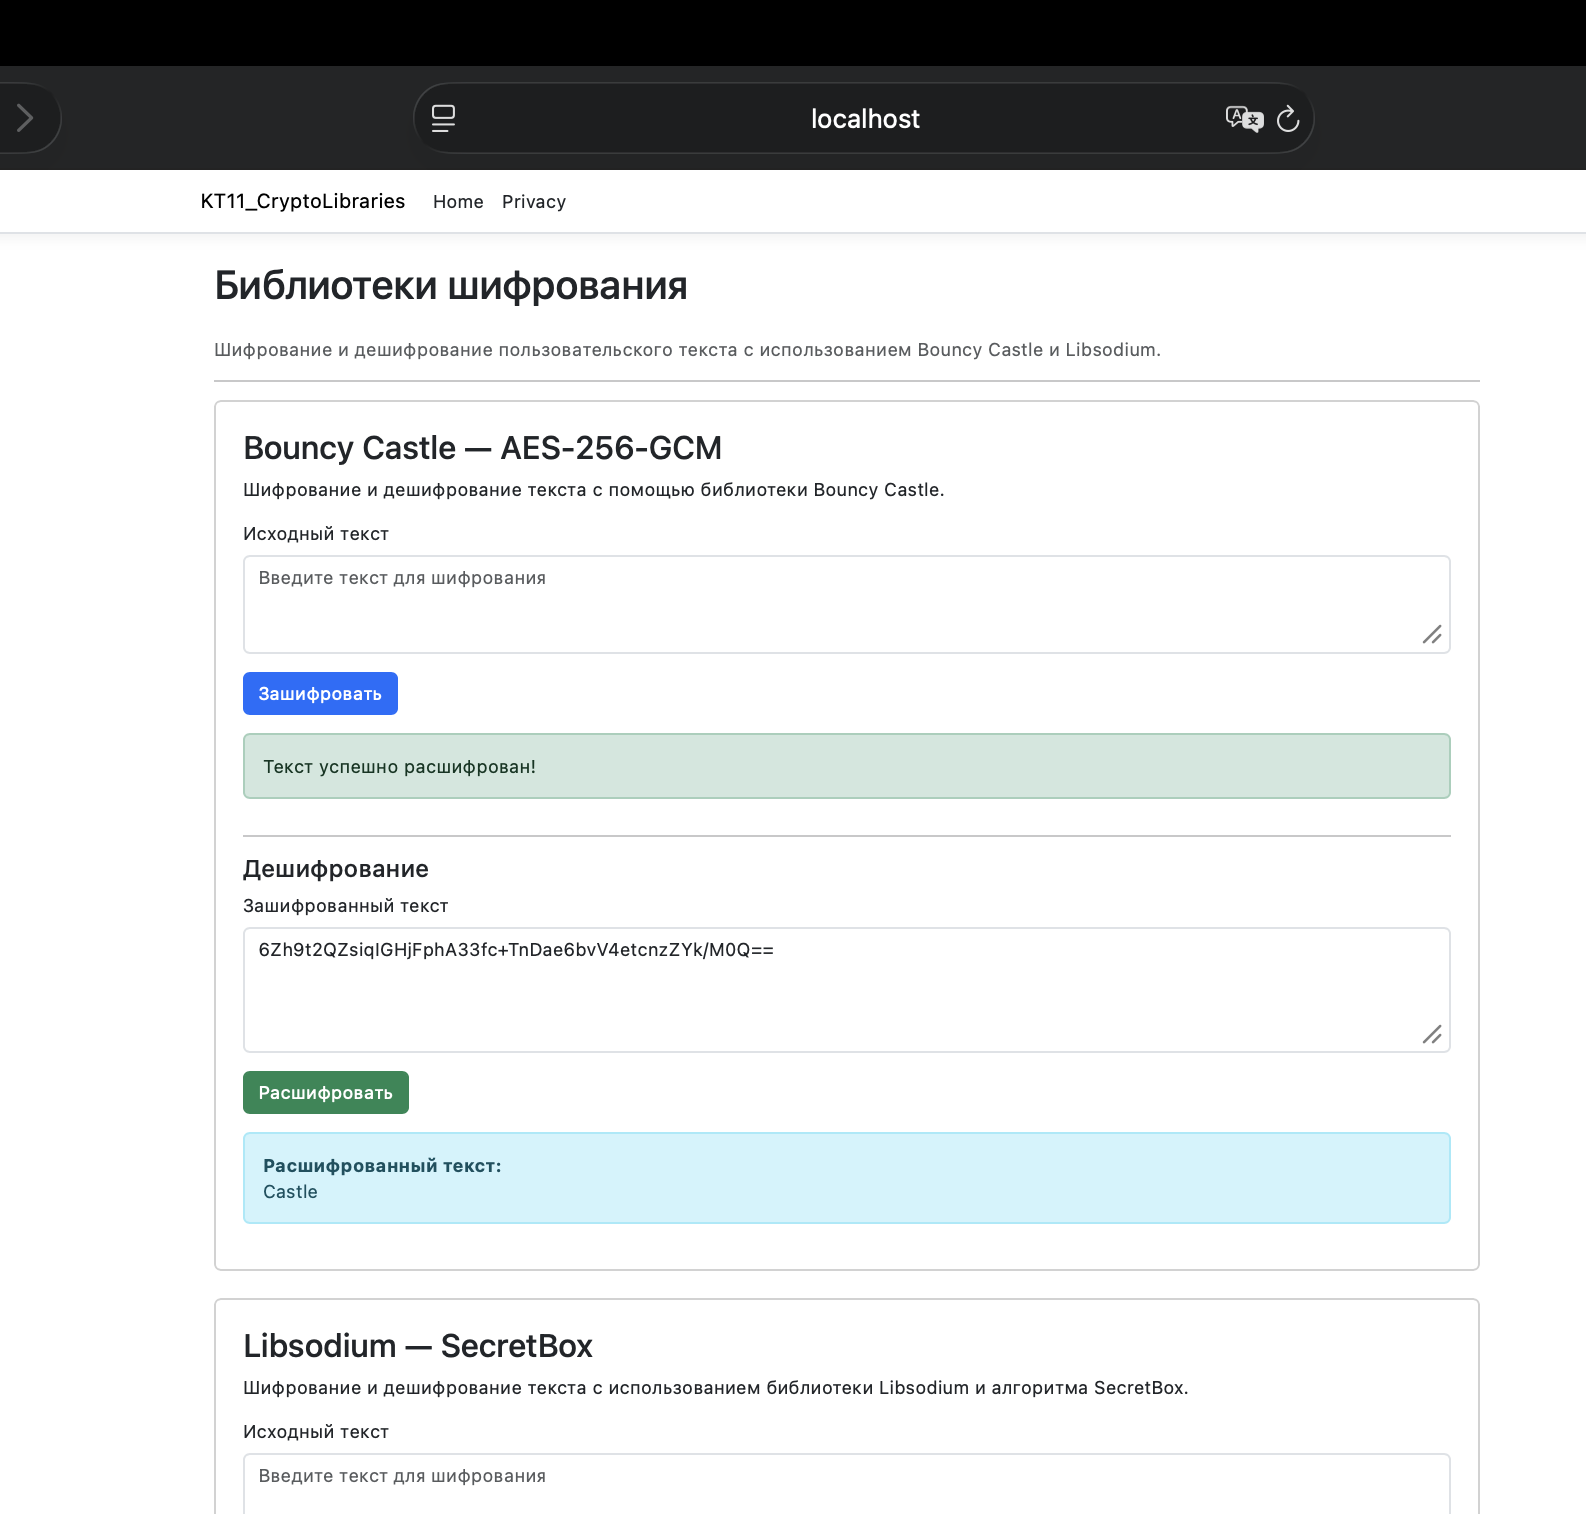 localhost
KT11_CryptoLibraries Home Privacy
Библиотеки шифрования
Шифрование и дешифрование пользовательского текста с использованием Bouncy Castle и Libsodium.
Bouncy Castle — AES-256-GCM
Шифрование и дешифрование текста с помощью библиотеки Bouncy Castle.
Исходный текст
Введите текст для шифрования
Зашифровать
Текст успешно расшифрован!
Дешифрование
Зашифрованный текст
6Zh9t2QZsiqIGHjFphA33fc+TnDae6bvV4etcnzZYk/M0Q==
Расшифровать
Расшифрованный текст:
Castle
Libsodium — SecretBox
Шифрование и дешифрование текста с использованием библиотеки Libsodium и алгоритма SecretBox.
Исходный текст
Введите текст для шифрования